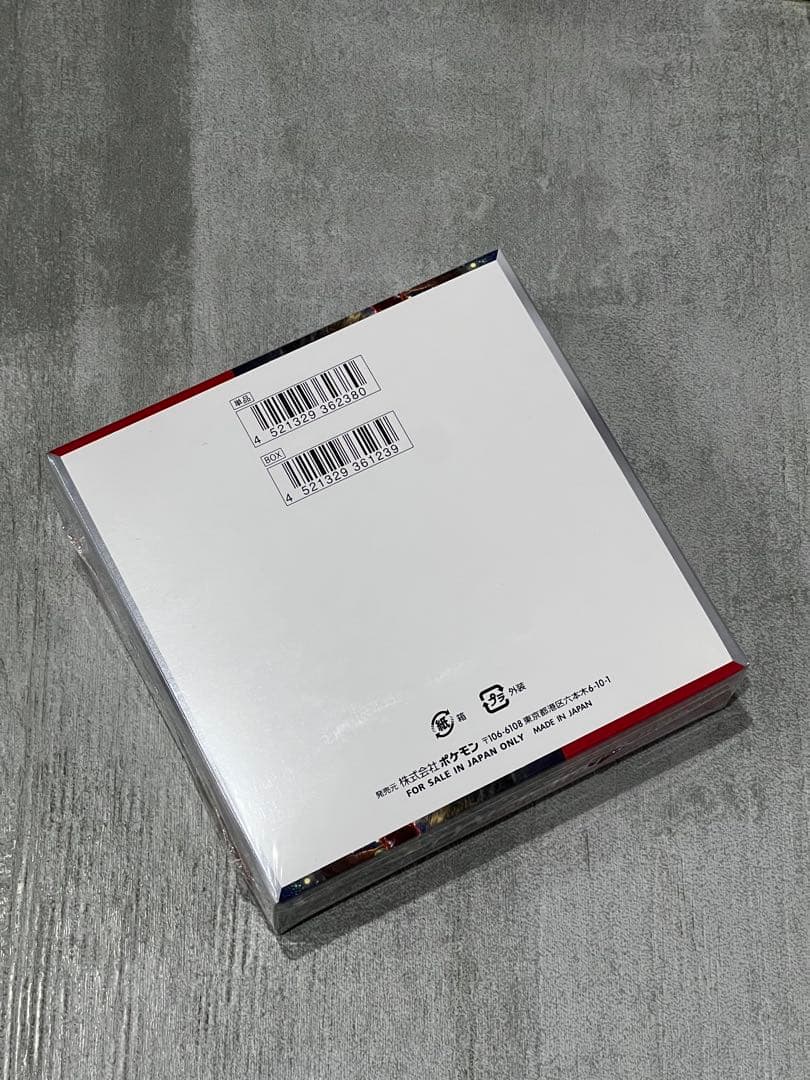 単品
4 521329 362380
BOX
4 521329 361239
紙 箱 プラ 外装
発売元 株式会社ポケモン 〒106-6108 東京都港区六本木6-10-1
FOR SALE IN JAPAN ONLY MADE IN JAPAN